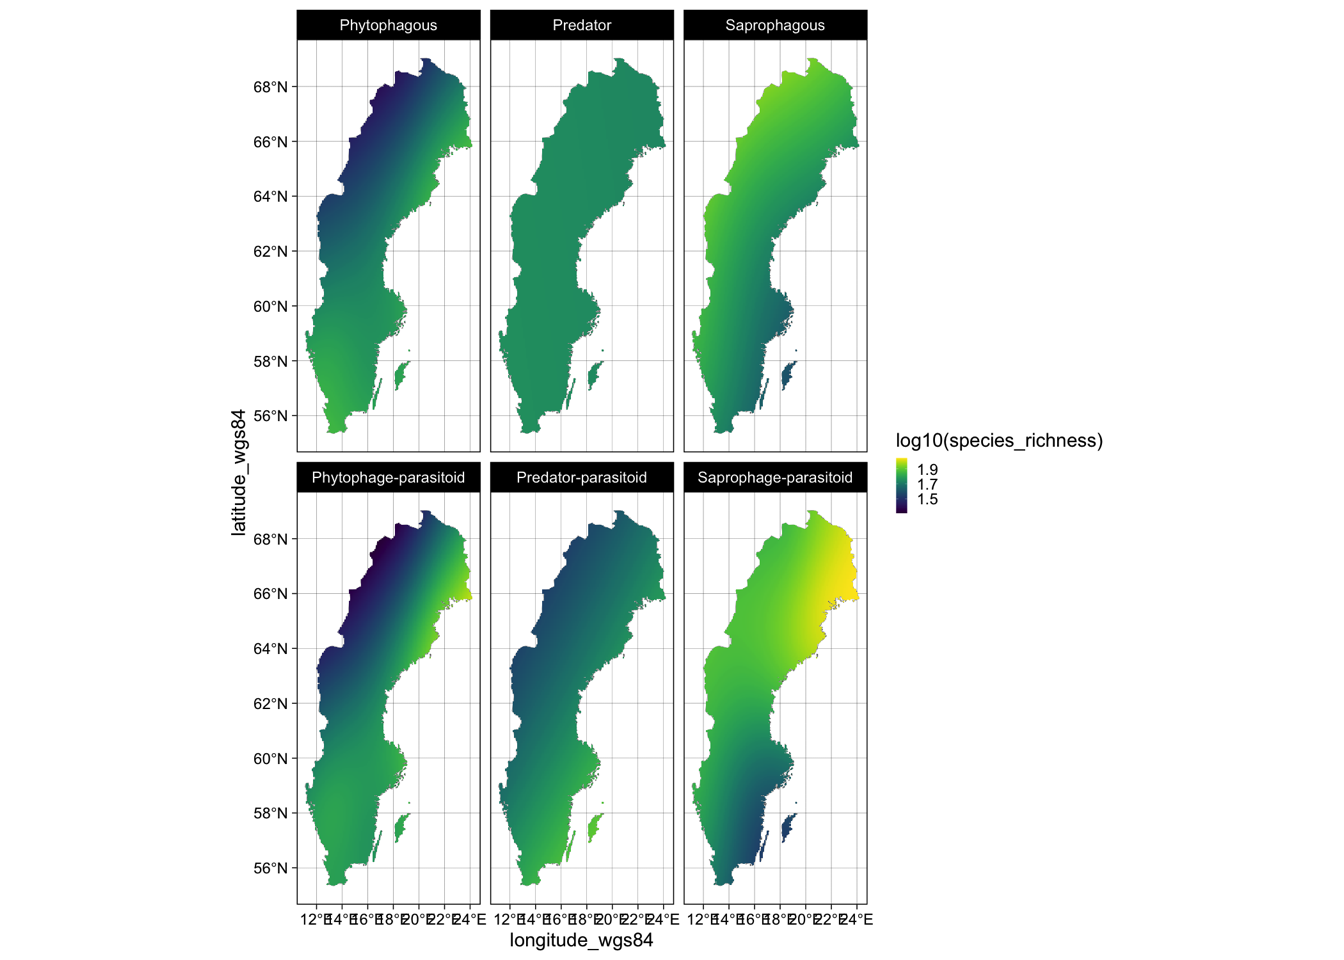 Phytophagous Predator Saprophagous
68°N
66°N
64°N
62°N
60°N
58°N
56°N
Phytophage-parasitoid Predator-parasitoid Saprophage-parasitoid
68°N
66°N
64°N
62°N
60°N
58°N
56°N
12°E 14°E 16°E 18°E 20°E 22°E 24°E 12°E 14°E 16°E 18°E 20°E 22°E 24°E 12°E 14°E 16°E 18°E 20°E 22°E 24°E
longitude_wgs84
latitude_wgs84
log10(species_richness)
1.9
1.7
1.5